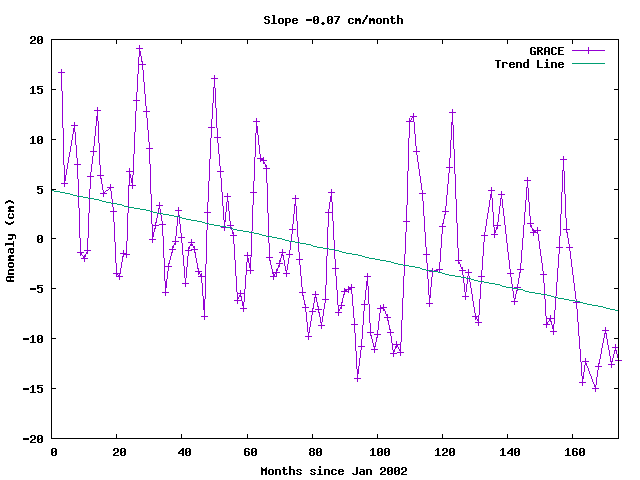 Slope -0.07 cm/month
GRACE
Trend Line
20
15
10
5
0
-5
-10
-15
-20
Anomaly (cm)
0 20 40 60 80 100 120 140 160
Months since Jan 2002